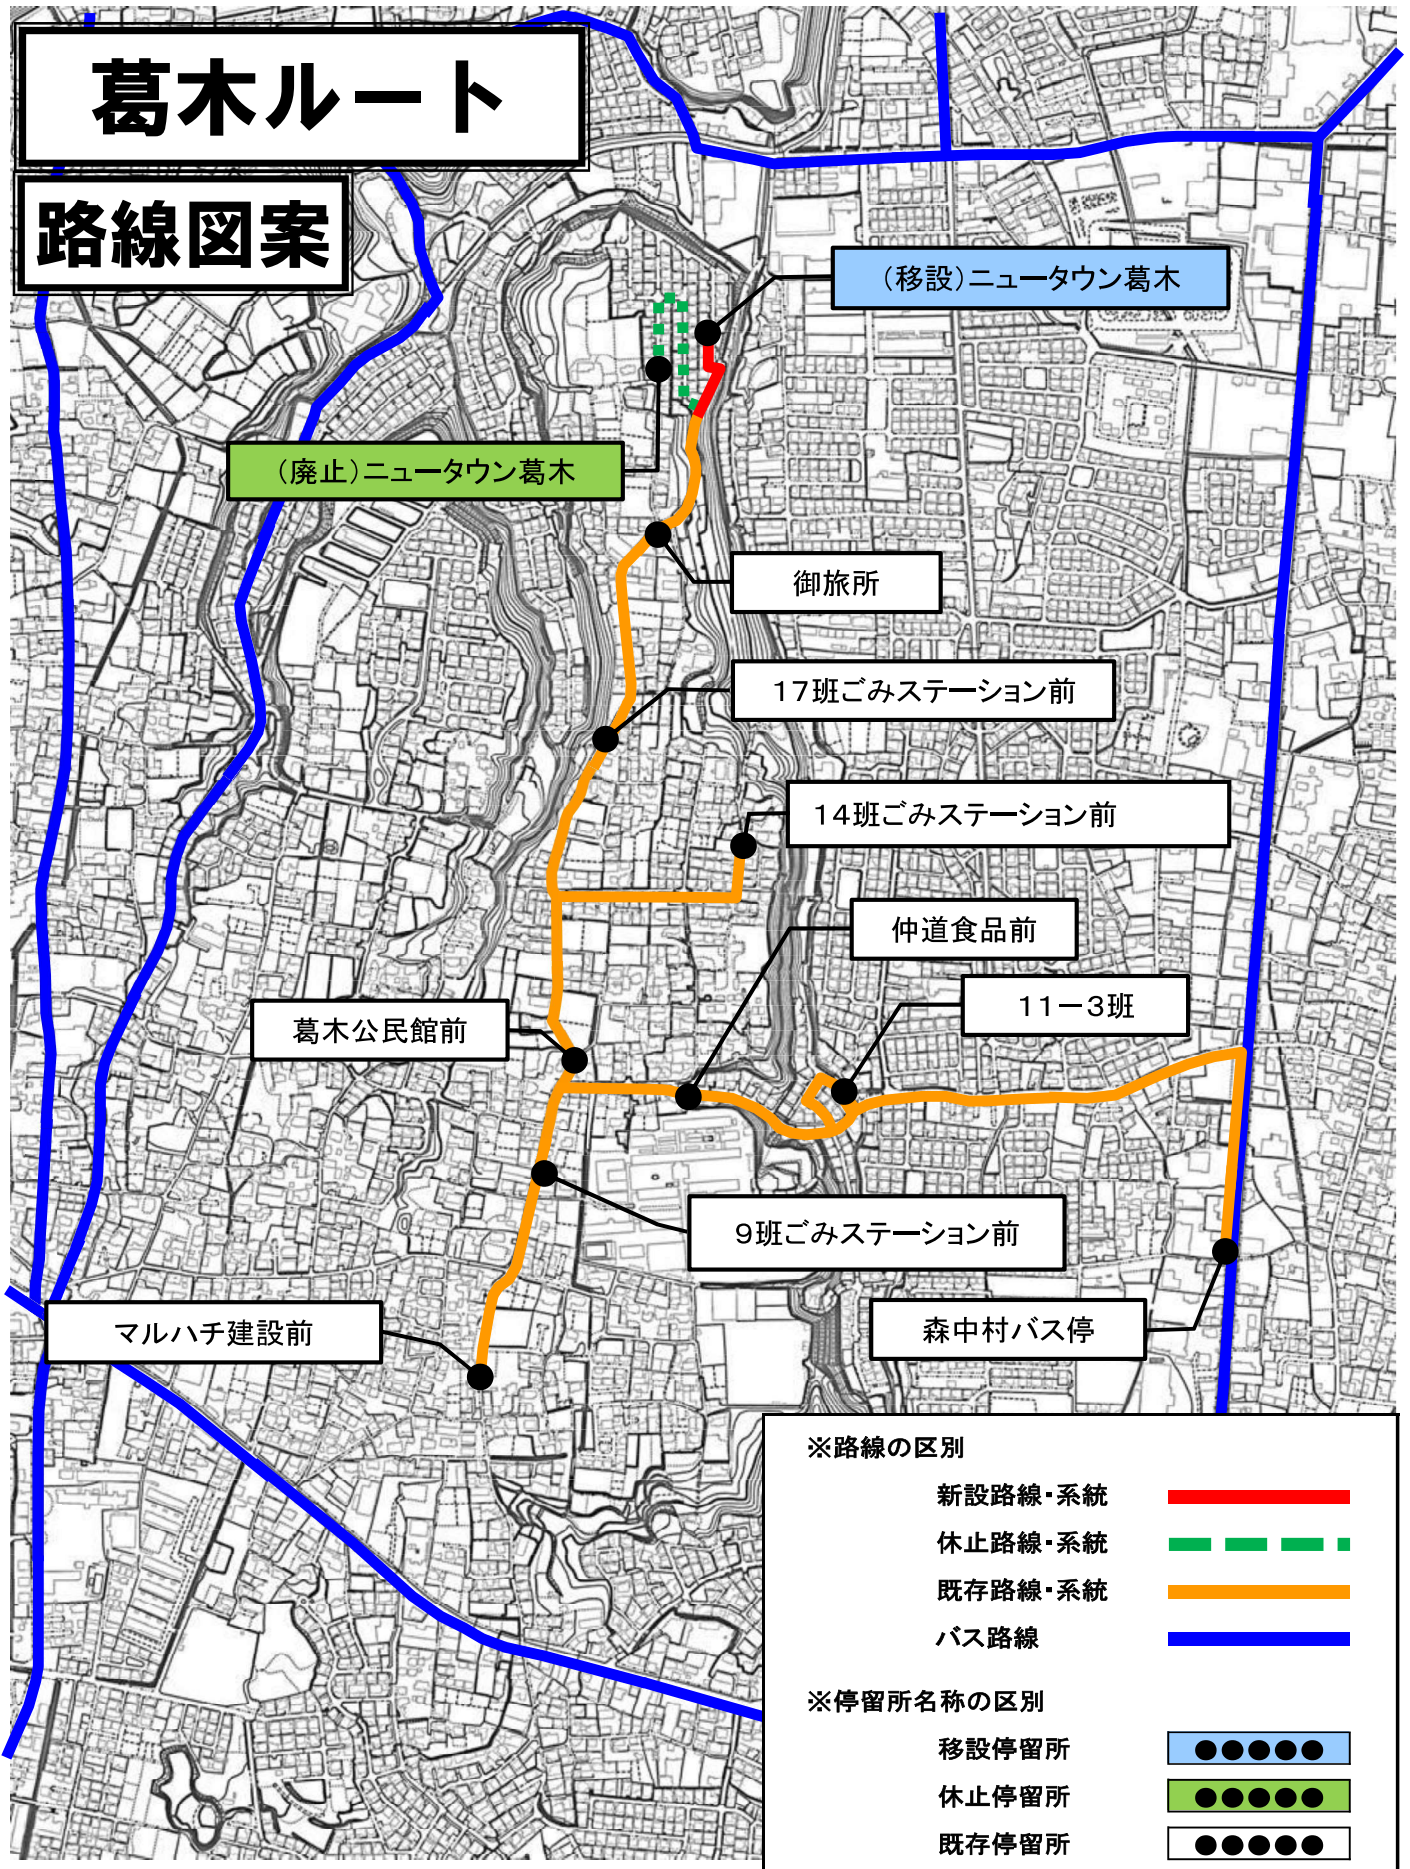 葛木ルート
路線図案
（移設）ニュータウン葛木
（廃止）ニュータウン葛木
御旅所
１７班ごみステーション前
１４班ごみステーション前
仲道食品前
１１－３班
葛木公民館前
９班ごみステーション前
マルハチ建設前
森中村バス停
※路線の区別
新設路線・系統
休止路線・系統
既存路線・系統
バス路線
※停留所名称の区別
移設停留所
●●●●●
休止停留所
●●●●●
既存停留所
●●●●●